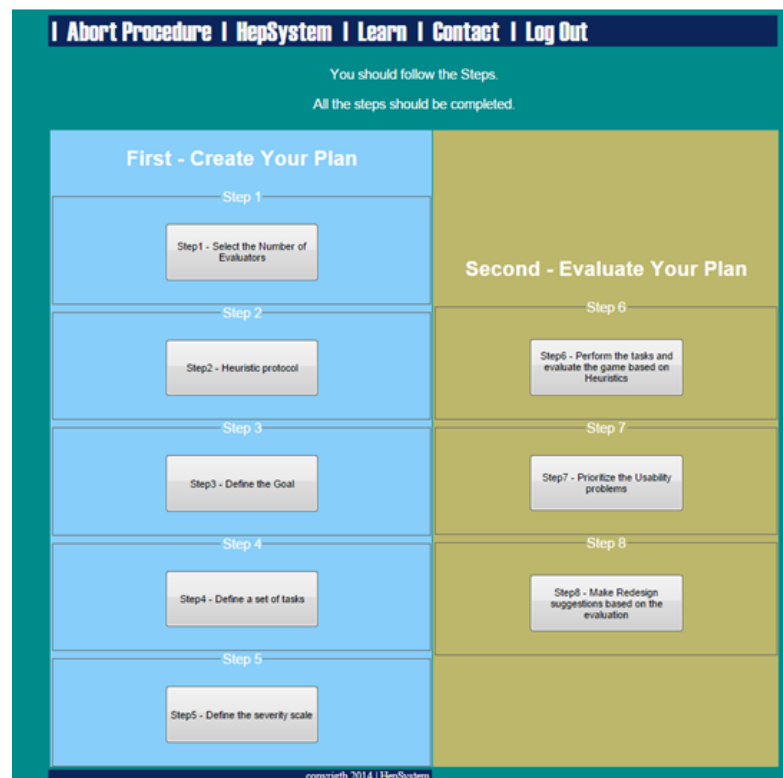 | Abort Procedure | HepSystem | Learn | Contact | Log Out
You should follow the Steps.
All the steps should be completed.
First - Create Your Plan
Step 1
Step1 - Select the Number of
Evaluators
Step 2
Step2 - Heuristic protocol
Step 3
Step3 - Define the Goal
Step 4
Step4 - Define a set of tasks
Step 5
Step5 - Define the severity scale
Second - Evaluate Your Plan
Step 6
Step6 - Perform the tasks and
evaluate the game based on
Heuristics
Step 7
Step7 - Prioritize the Usability
problems
Step 8
Step8 - Make Redesign
suggestions based on the
evaluation
copyrigth 2014 | HepSystem